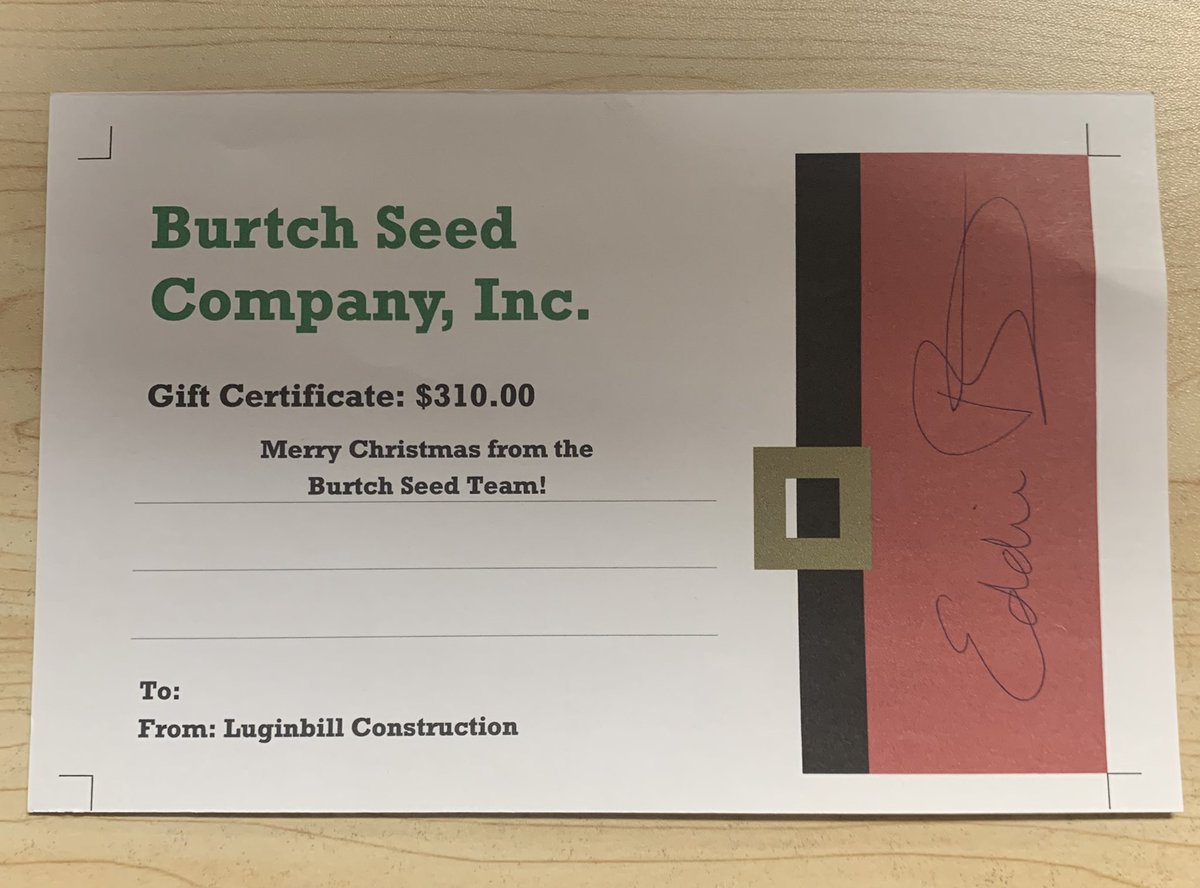 Burtch Seed
Company, Inc.
Gift Certificate: $310.00
Merry Christmas from the
Burtch Seed Team!
To:
From: Luginbill Construction
Eddie